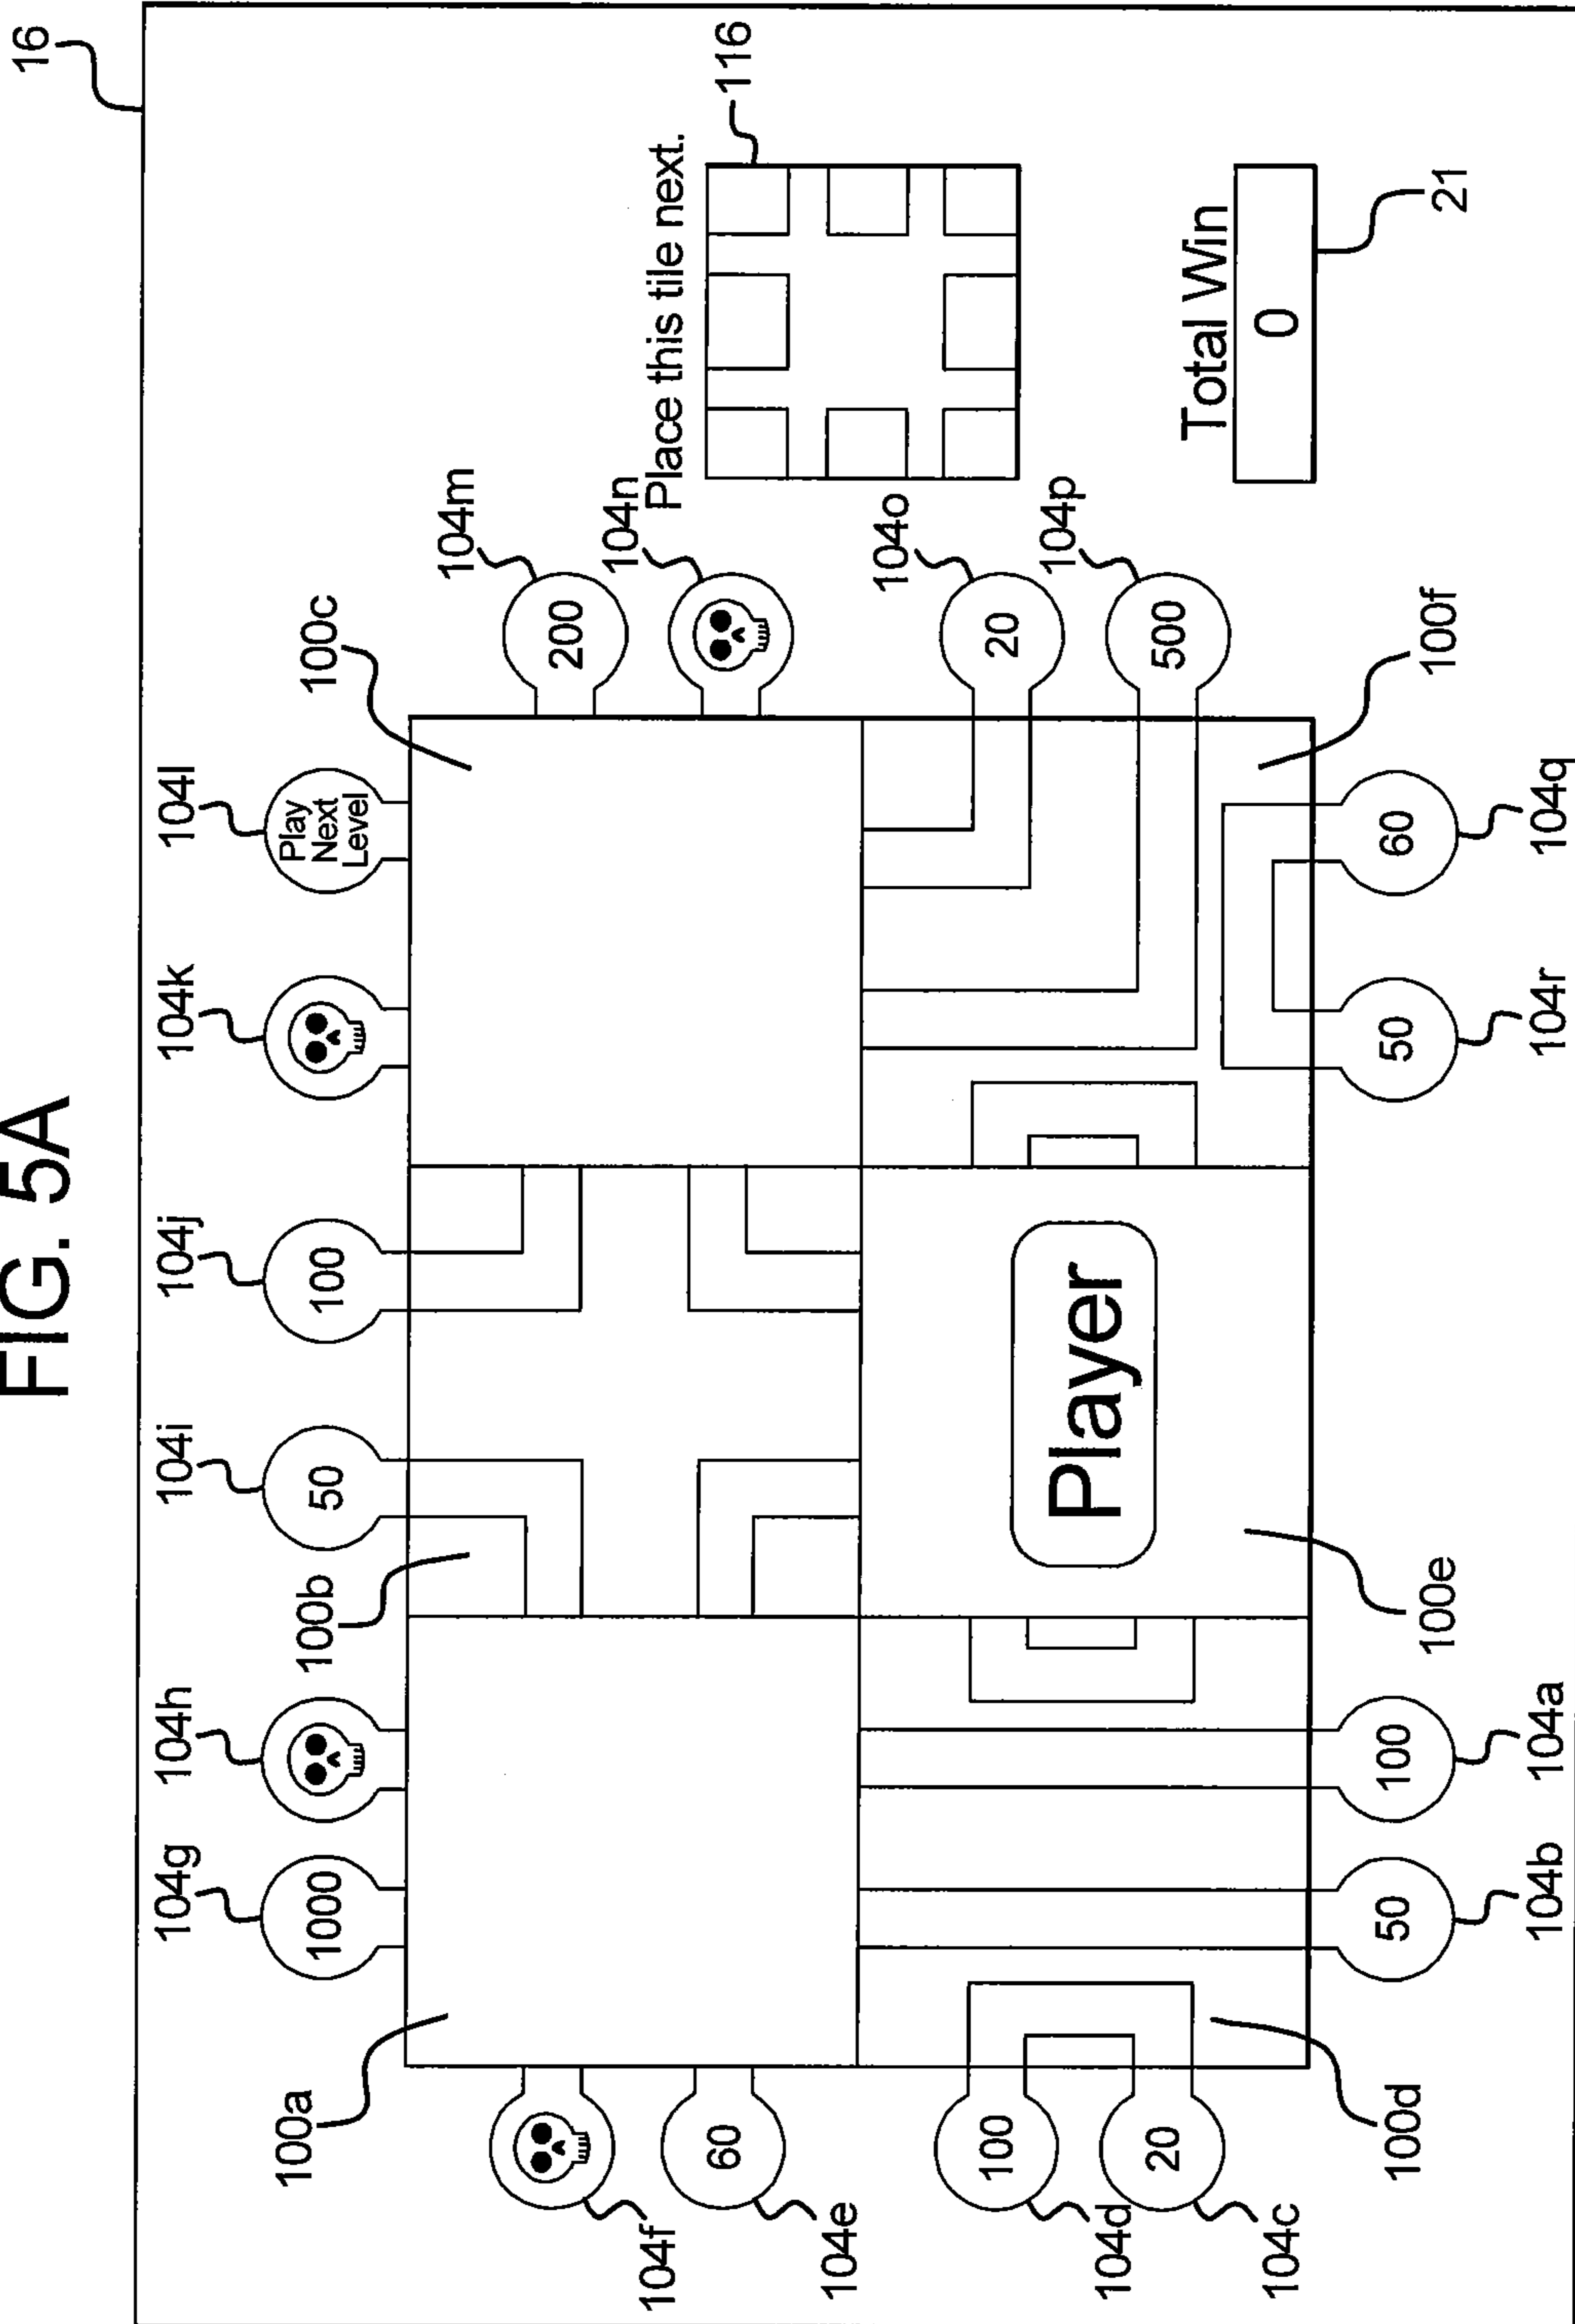 FIG. 5A
16
104g
104h
104i
104j
104k
104l
1000
50
100
Play
Next
Level
100a
100b
100c
104m
200
104f
104n
60
104e
Place this tile next.
116
100
104d
20
104o
20
104c
Player
500
104p
Total Win
0
21
50
100
50
60
100d
100e
100f
104b
104a
104r
104q